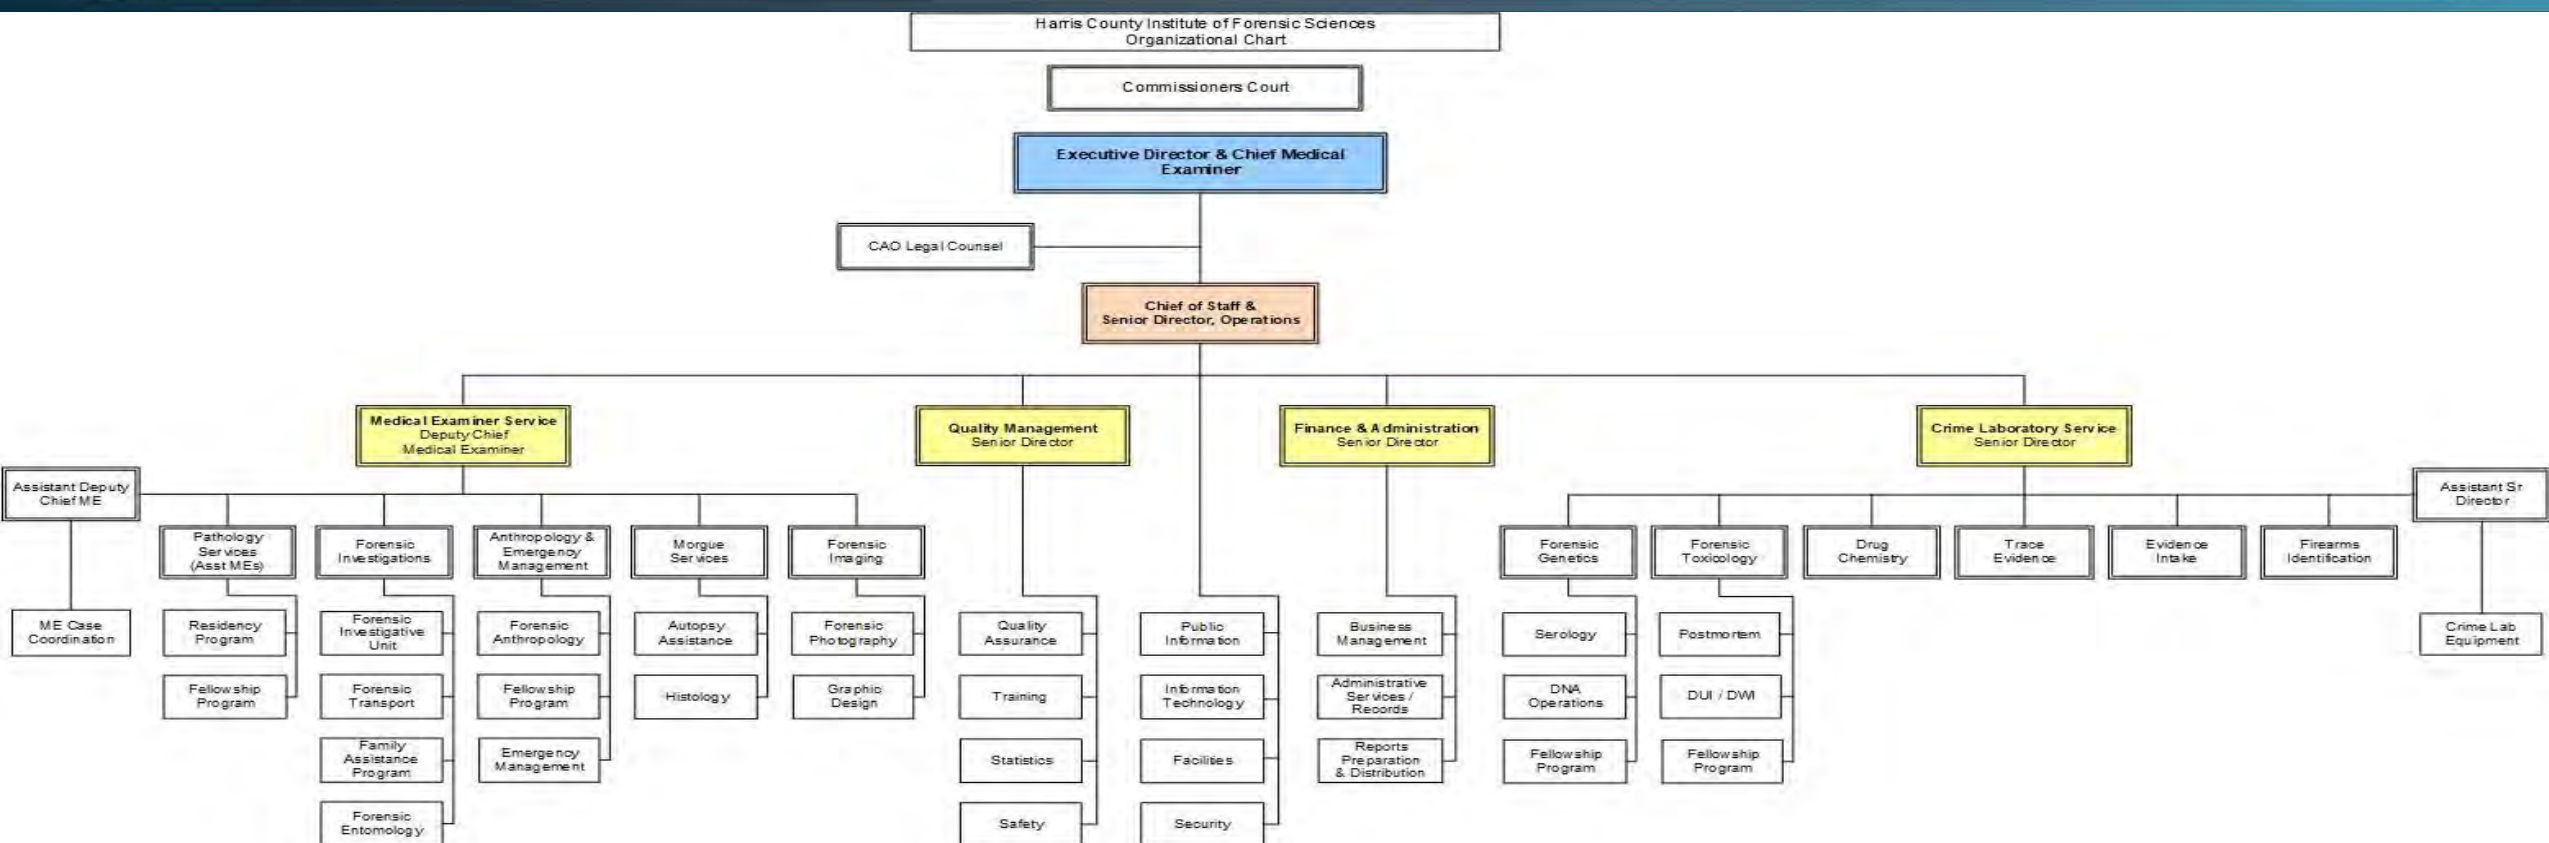 Harris County Institute of Forensic Sciences
Organizational Chart
Commissioners Court
Executive Director & Chief Medical
Examiner
CAO Legal Counsel
Chief of Staff &
Senior Director, Operations
Medical Examiner Service
Deputy Chief
Medical Examiner
Quality Management
Senior Director
Finance & Administration
Senior Director
Crime Laboratory Service
Senior Director
Assistant Deputy
Chief ME
Pathology
Services
(Asst MEs)
Forensic
Investigations
Anthropology &
Emergency
Management
Morgue
Services
Forensic
Imaging
Forensic
Genetics
Forensic
Toxicology
Drug
Chemistry
Trace
Evidence
Evidence
Intake
Firearms
Identification
Assistant Sr
Director
ME Case
Coordination
Residency
Program
Forensic
Investigative
Unit
Forensic
Anthropology
Autopsy
Assistance
Forensic
Photography
Quality
Assurance
Public
Information
Business
Management
Serology
Postmortem
Crime Lab
Equipment
Fellowship
Program
Forensic
Transport
Fellowship
Program
Histology
Graphic
Design
Training
Information
Technology
Administrative
Services /
Records
DNA
Operations
DUI / DWI
Family
Assistance
Program
Emergency
Management
Statistics
Facilities
Reports
Preparation
& Distribution
Fellowship
Program
Fellowship
Program
Forensic
Entomology
Safety
Security